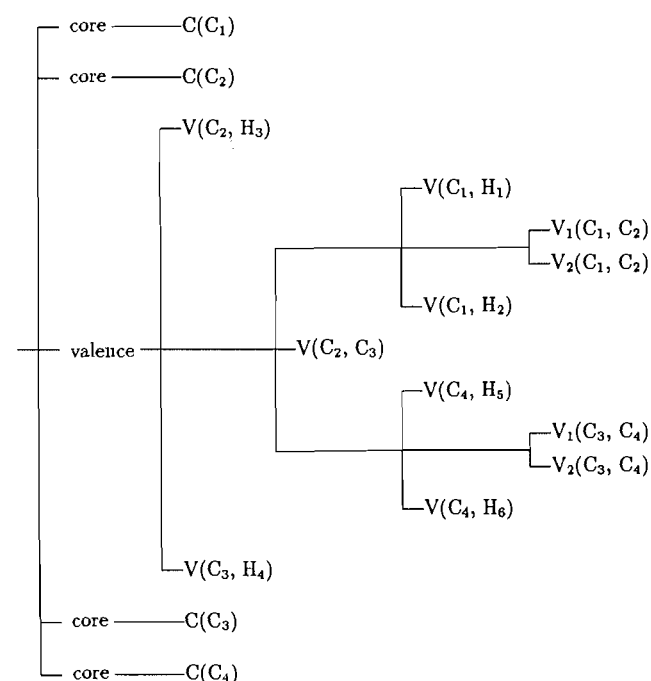 core C(C₁)
core C(C₂)
V(C₂, H₃)
V(C₁, H₁)
V₁(C₁, C₂)
V₂(C₁, C₂)
V(C₁, H₂)
valence V(C₂, C₃)
V(C₄, H₅)
V₁(C₃, C₄)
V₂(C₃, C₄)
V(C₄, H₆)
V(C₃, H₄)
core C(C₃)
core C(C₄)